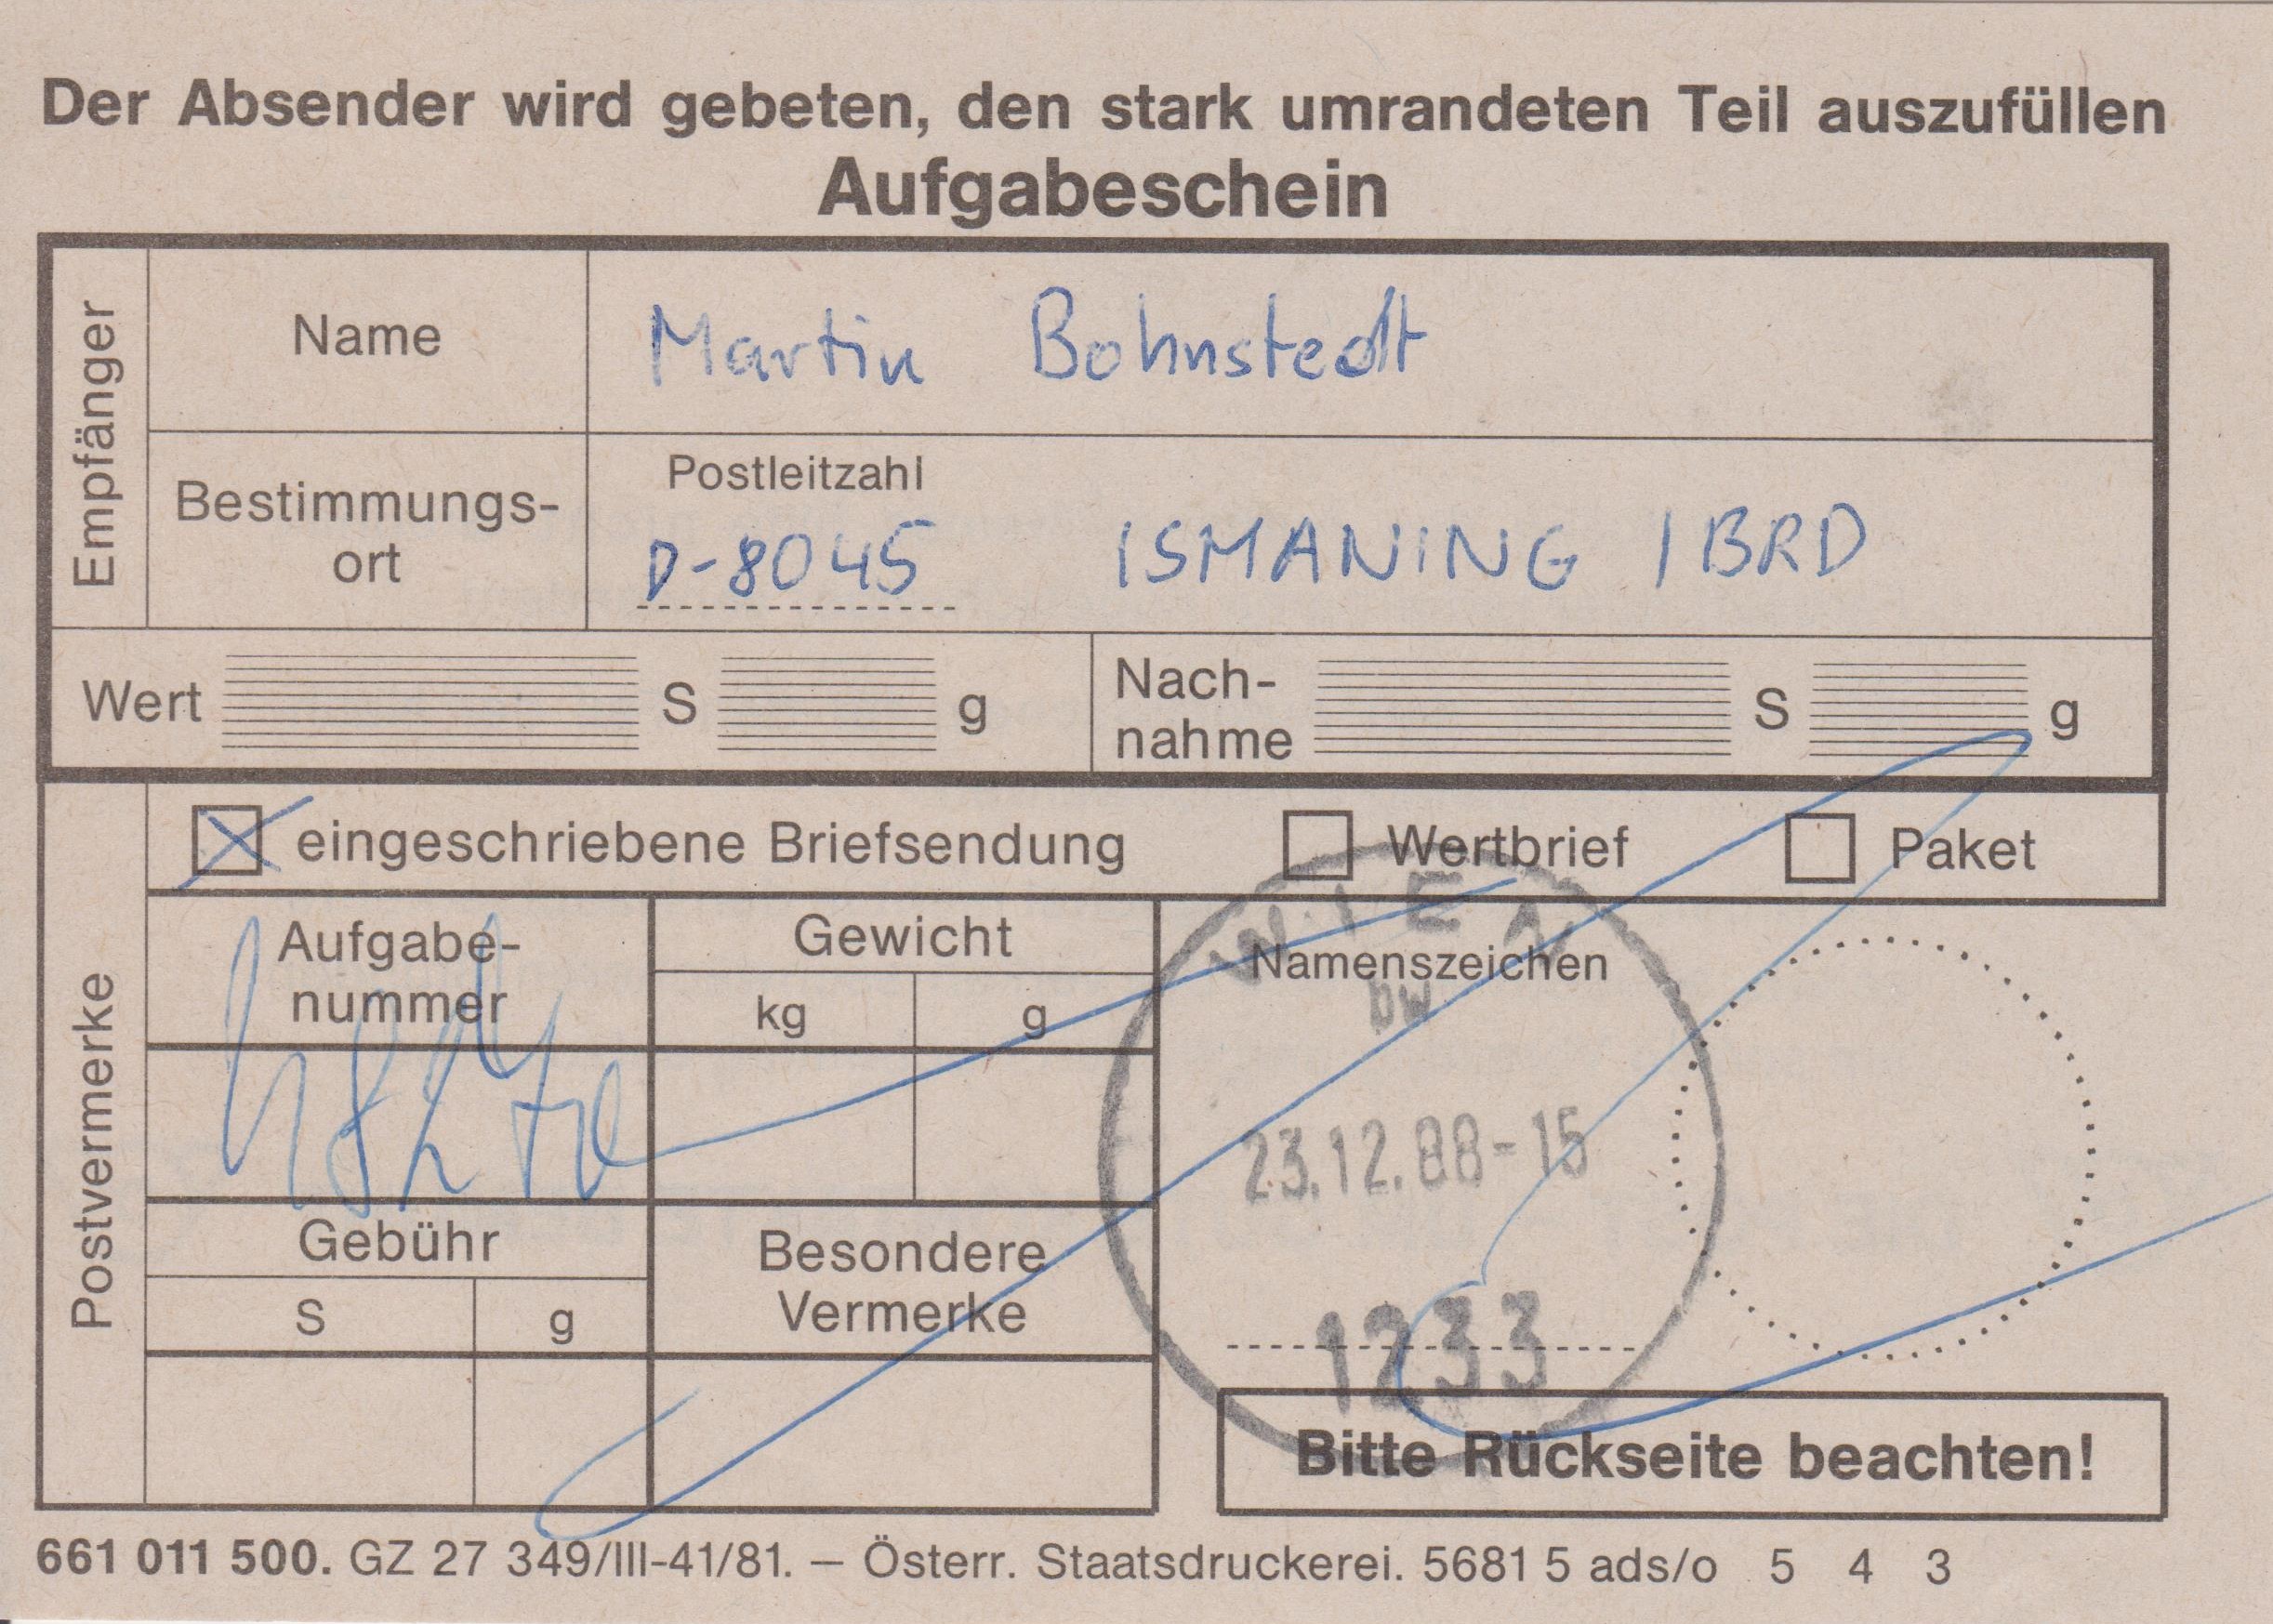 Der Absender wird gebeten, den stark umrandeten Teil auszufüllen
Aufgabeschein
Empfänger
Name
Martin Bohnstedt
Bestimmungs-
ort
Postleitzahl
D-8045 ISMANING / BRD
Wert S g
Nach-
nahme S g
Postvermerke
eingeschriebene Briefsendung Wertbrief Paket
Aufgabe-
nummer
Gewicht
kg g
Namenszeichen
WIEN
bw
23.12.88-15
1233
Gebühr
S g
Besondere
Vermerke
Bitte Rückseite beachten!
661 011 500. GZ 27 349/III-41/81. — Österr. Staatsdruckerei. 5681 5 ads/o 5 4 3